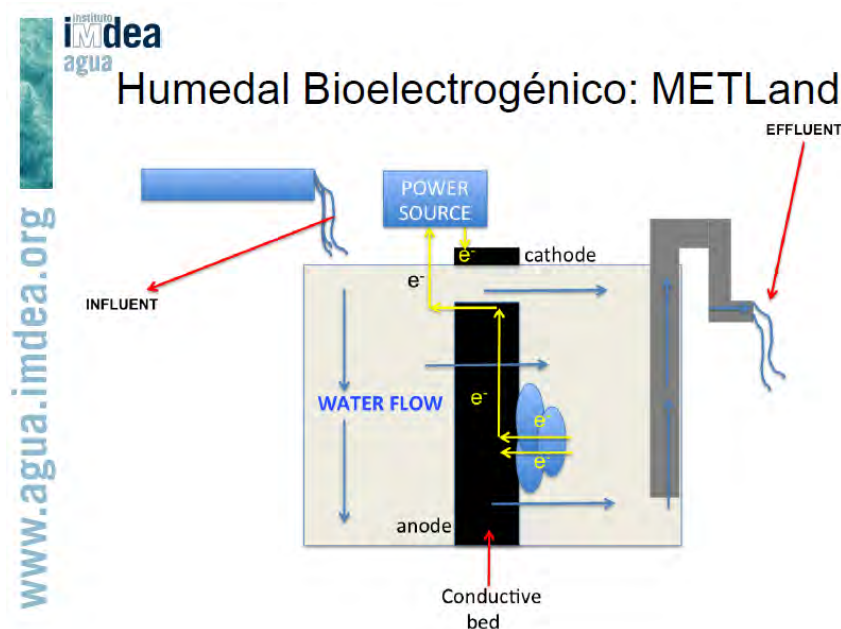 instituto
iMdea
agua
Humedal Bioelectrogénico: METLand
EFFLUENT
POWER
SOURCE
e-
cathode
e-
INFLUENT
WATER FLOW
e-
e-
e-
anode
Conductive
bed
www.agua.imdea.org